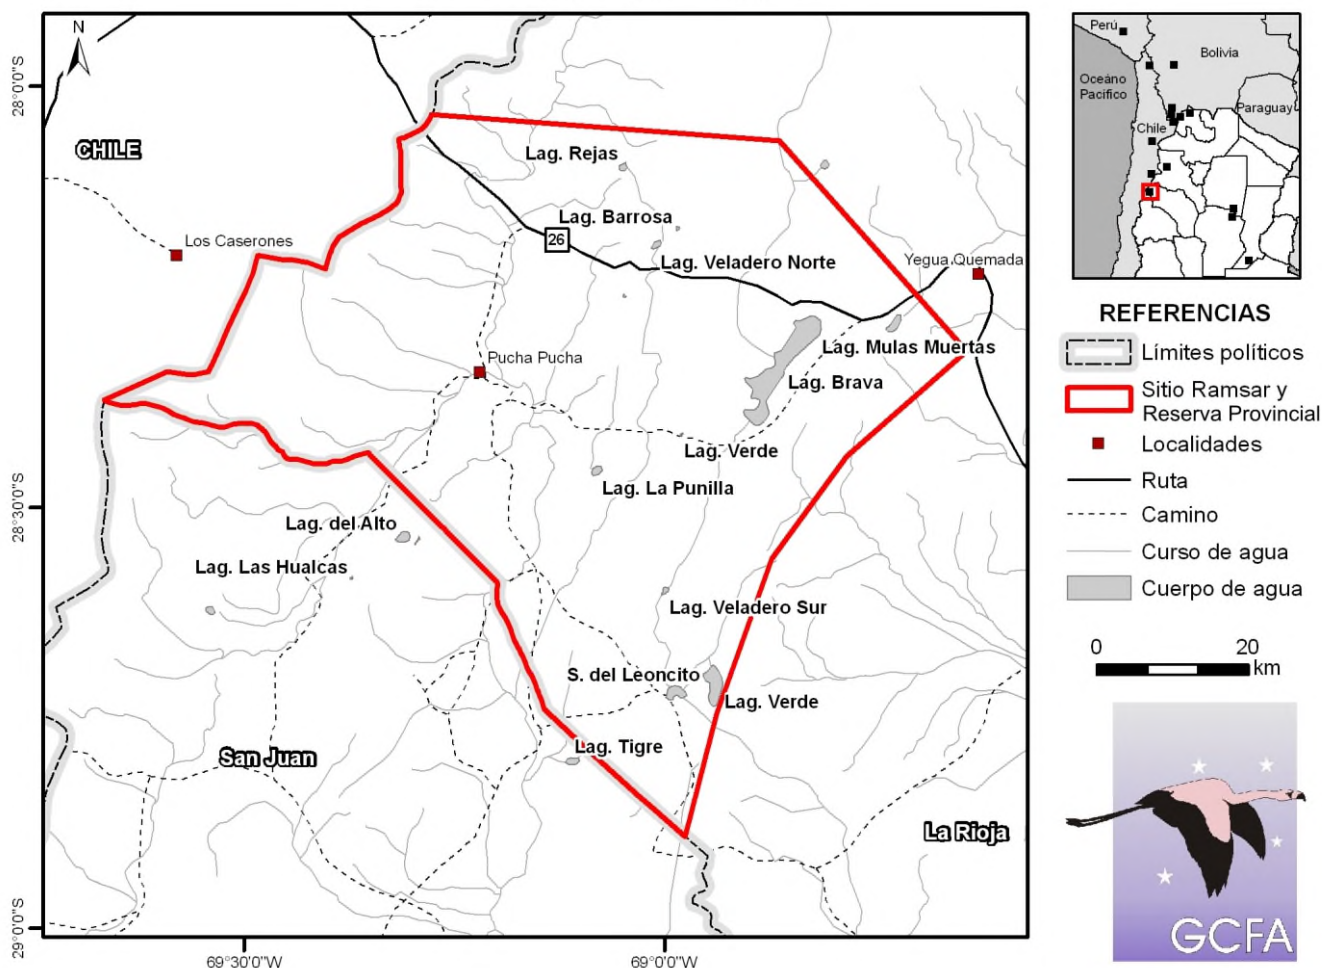 N
28°0'0"S
28°30'0"S
29°0'0"S
69°30'0"W
69°0'0"W
CHILE
Lag. Rejas
Lag. Barrosa
Los Caserones
26
Lag. Veladero Norte
Yegua Quemada
Lag. Mulas Muertas
Pucha Pucha
Lag. Brava
Lag. Verde
Lag. La Punilla
Lag. del Alto
Lag. Las Hualcas
Lag. Veladero Sur
S. del Leoncito
Lag. Verde
Lag. Tigre
San Juan
La Rioja
Perú
Bolivia
Oceáno
Pacífico
Paraguay
Chile
REFERENCIAS
Límites políticos
Sitio Ramsar y
Reserva Provincial
Localidades
Ruta
Camino
Curso de agua
Cuerpo de agua
0 20
km
GCFA